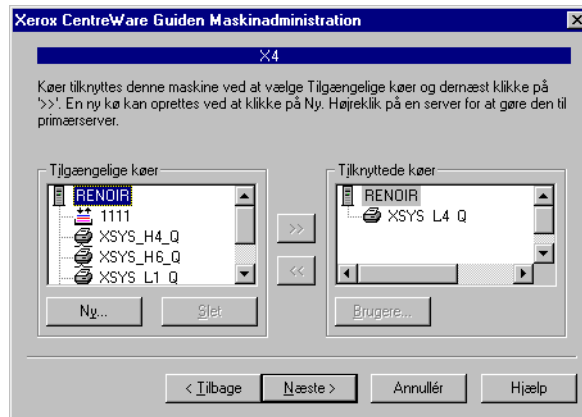 Xerox CentreWare Guiden Maskinadministration
X4
Køer tilknyttes denne maskine ved at vælge Tilgængelige køer og dernæst klikke på
'>>'. En ny kø kan oprettes ved at klikke på Ny. Højreklik på en server for at gøre den til
primærserver.
Tilgængelige køer
RENOIR
1111
XSYS_H4_Q
XSYS_H6_Q
XSYS_L1_Q
Ny...
Slet
>>
<<
Tilknyttede køer
RENOIR
XSYS_L4_Q
Brugere...
< Tilbage
Næste >
Annullér
Hjælp